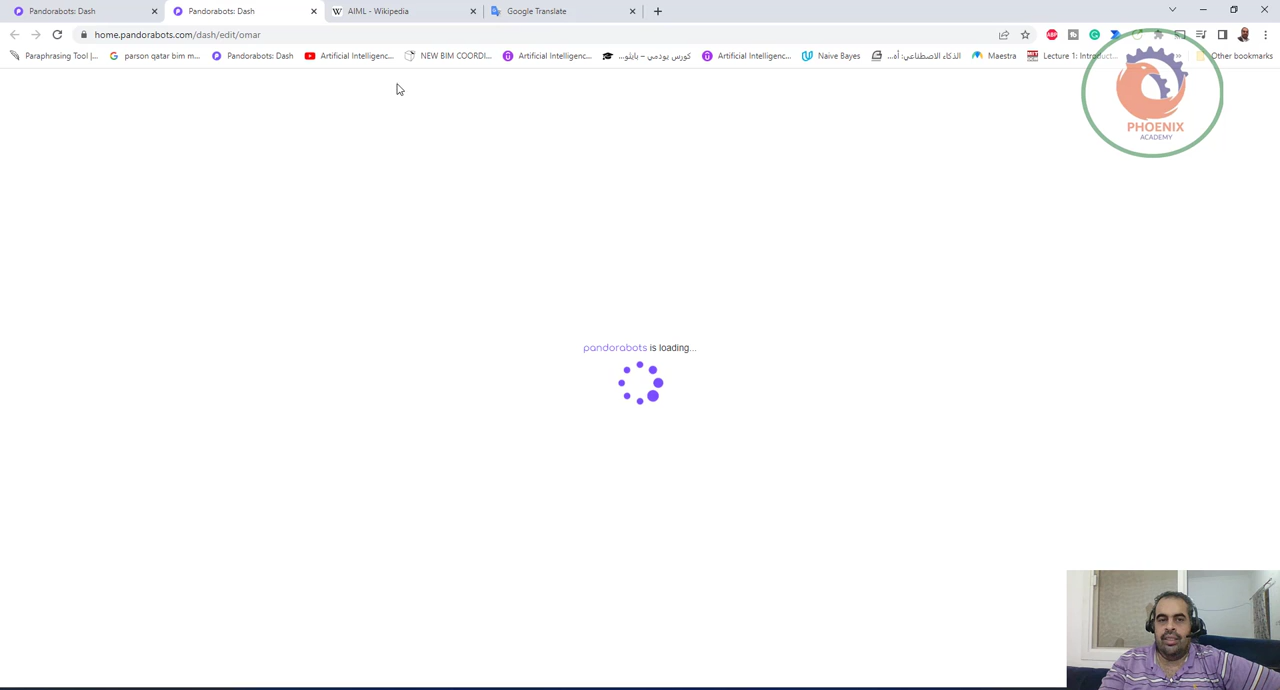 Pandorabots: Dash
Pandorabots: Dash
AIML - Wikipedia
Google Translate
home.pandorabots.com/dash/edit/omar
Paraphrasing Tool |...
parson qatar bim m...
Pandorabots: Dash
Artificial Intelligenc...
NEW BIM COORDI...
Artificial Intelligenc...
كورس يودمي – بايثو...
Artificial Intelligenc...
Naive Bayes
الذكاء الاصطناعي: أه...
Maestra
Lecture 1: Introduct...
Other bookmarks
PHOENIX
ACADEMY
pandorabots is loading...